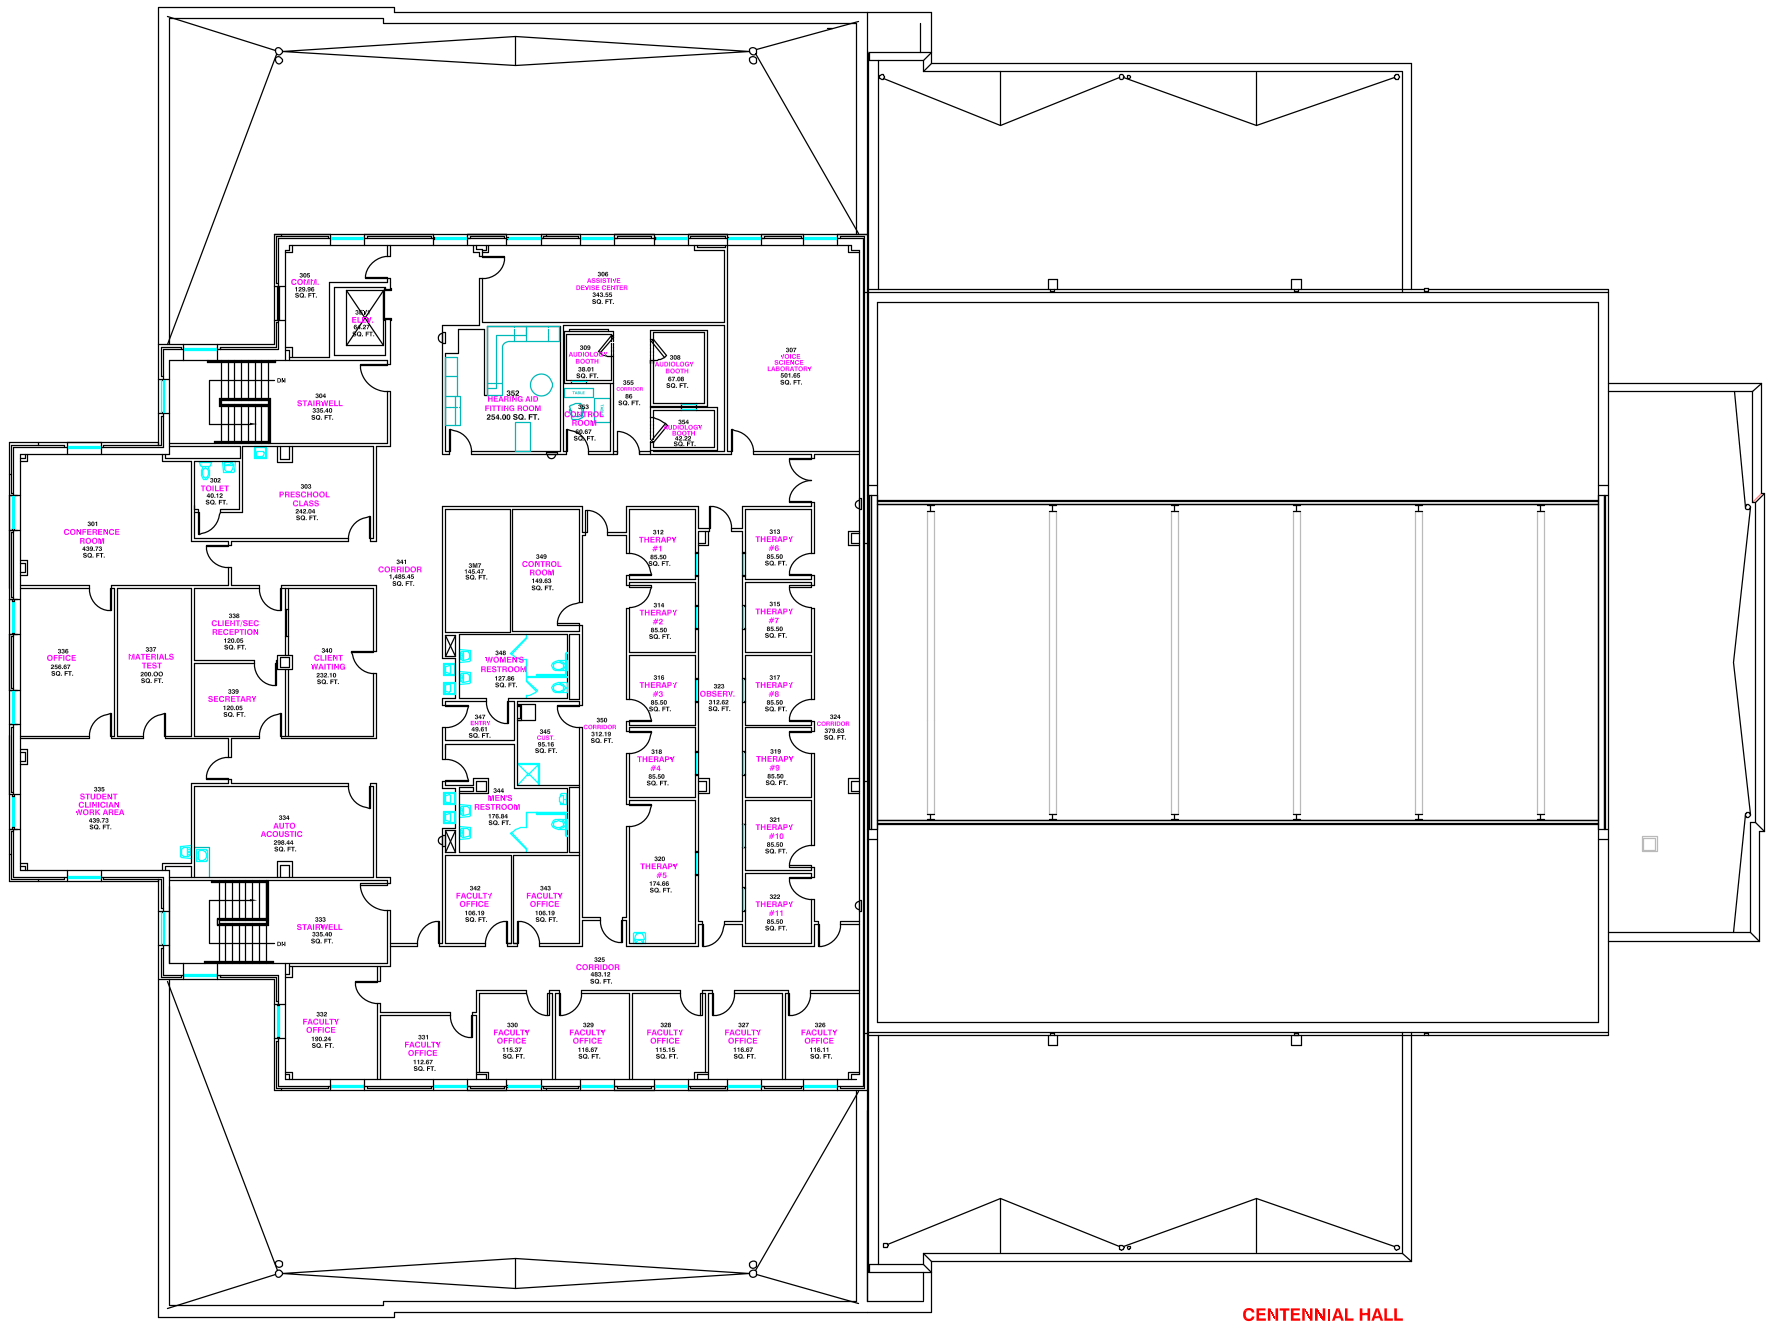 305
COMM.
129.96
SQ. FT.
ELEV.
64.27
SQ. FT.
306
ASSISTIVE
DEVISE CENTER
343.55
SQ. FT.
307
VOICE
SCIENCE
LABORATORY
501.65
SQ. FT.
309
AUDIOLOGY
BOOTH
38.01
SQ. FT.
308
AUDIOLOGY
BOOTH
67.08
SQ. FT.
355
CORRIDOR
86
SQ. FT.
352
HEARING AID
FITTING ROOM
254.00 SQ. FT.
TABLE
353
CONTROL
ROOM
50.67
SQ. FT.
354
AUDIOLOGY
BOOTH
42.22
SQ. FT.
DN
304
STAIRWELL
335.40
SQ. FT.
302
TOILET
40.12
SQ. FT.
303
PRESCHOOL
CLASS
242.04
SQ. FT.
301
CONFERENCE
ROOM
439.73
SQ. FT.
341
CORRIDOR
1,485.45
SQ. FT.
3M7
145.47
SQ. FT.
349
CONTROL
ROOM
149.63
SQ. FT.
312
THERAPY
#1
85.50
SQ. FT.
313
THERAPY
#6
85.50
SQ. FT.
314
THERAPY
#2
85.50
SQ. FT.
315
THERAPY
#7
85.50
SQ. FT.
336
OFFICE
256.67
SQ. FT.
337
MATERIALS
TEST
200.00
SQ. FT.
338
CLIENT/SEC
RECEPTION
120.05
SQ. FT.
340
CLIENT
WAITING
232.10
SQ. FT.
339
SECRETARY
120.05
SQ. FT.
348
WOMEN'S
RESTROOM
127.86
SQ. FT.
316
THERAPY
#3
85.50
SQ. FT.
323
OBSERV.
312.62
SQ. FT.
317
THERAPY
#8
85.50
SQ. FT.
324
CORRIDOR
379.63
SQ. FT.
347
ENTRY
49.61
SQ. FT.
345
CUST.
95.16
SQ. FT.
350
CORRIDOR
312.19
SQ. FT.
318
THERAPY
#4
85.50
SQ. FT.
319
THERAPY
#9
85.50
SQ. FT.
335
STUDENT
CLINICIAN
WORK AREA
439.73
SQ. FT.
334
AUTO
ACOUSTIC
298.44
SQ. FT.
344
MEN'S
RESTROOM
176.84
SQ. FT.
321
THERAPY
#10
85.50
SQ. FT.
320
THERAPY
#5
174.66
SQ. FT.
322
THERAPY
#11
85.50
SQ. FT.
342
FACULTY
OFFICE
106.19
SQ. FT.
343
FACULTY
OFFICE
106.19
SQ. FT.
333
STAIRWELL
335.40
SQ. FT.
DN
325
CORRIDOR
483.12
SQ. FT.
332
FACULTY
OFFICE
190.24
SQ. FT.
331
FACULTY
OFFICE
112.67
SQ. FT.
330
FACULTY
OFFICE
115.37
SQ. FT.
329
FACULTY
OFFICE
116.67
SQ. FT.
328
FACULTY
OFFICE
115.15
SQ. FT.
327
FACULTY
OFFICE
116.67
SQ. FT.
326
FACULTY
OFFICE
116.11
SQ. FT.
CENTENNIAL HALL